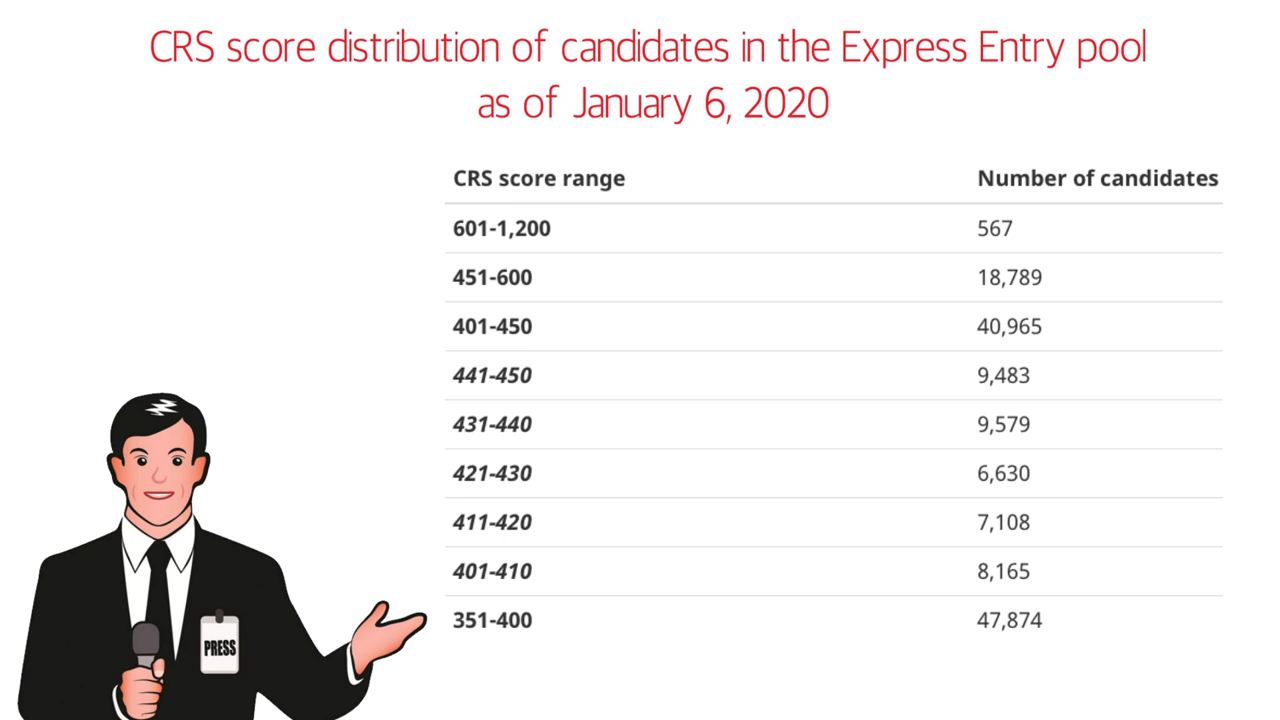 CRS score distribution of candidates in the Express Entry pool
as of January 6, 2020
CRS score range Number of candidates
601-1,200 567
451-600 18,789
401-450 40,965
441-450 9,483
431-440 9,579
421-430 6,630
411-420 7,108
401-410 8,165
351-400 47,874
PRESS